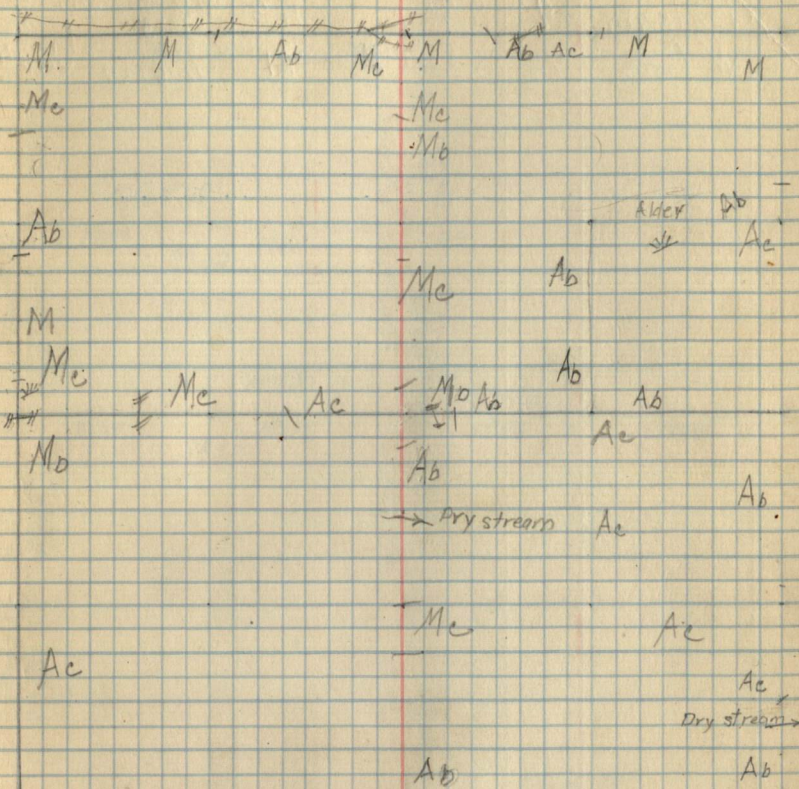 M M Ab Mc M Ab Ac M M
Mc Mc
Mb
Alder Ab
Ab Ac
Mc Ab
M
Mc Mc Ac Mb Ab Ab Ab
Ac
Mb Ab
Ab
Dry stream Ac
Mc Ac
Ac Ac
Dry stream
Ab Ab